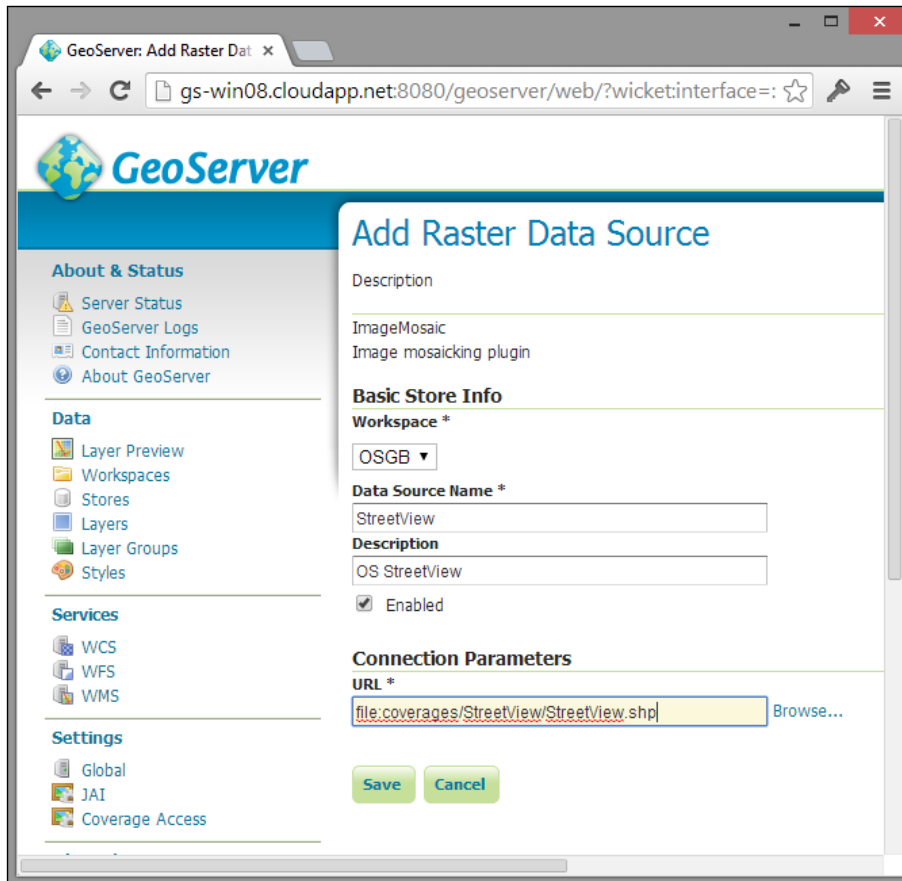 GeoServer: Add Raster Dat
gs-win08.cloudapp.net:8080/geoserver/web/?wicket:interface=:
GeoServer
About & Status
Server Status
GeoServer Logs
Contact Information
About GeoServer
Data
Layer Preview
Workspaces
Stores
Layers
Layer Groups
Styles
Services
WCS
WFS
WMS
Settings
Global
JAI
Coverage Access
Add Raster Data Source
Description
ImageMosaic
Image mosaicking plugin
Basic Store Info
Workspace *
OSGB
Data Source Name *
StreetView
Description
OS StreetView
Enabled
Connection Parameters
URL *
file:coverages/StreetView/StreetView.shp Browse...
Save Cancel